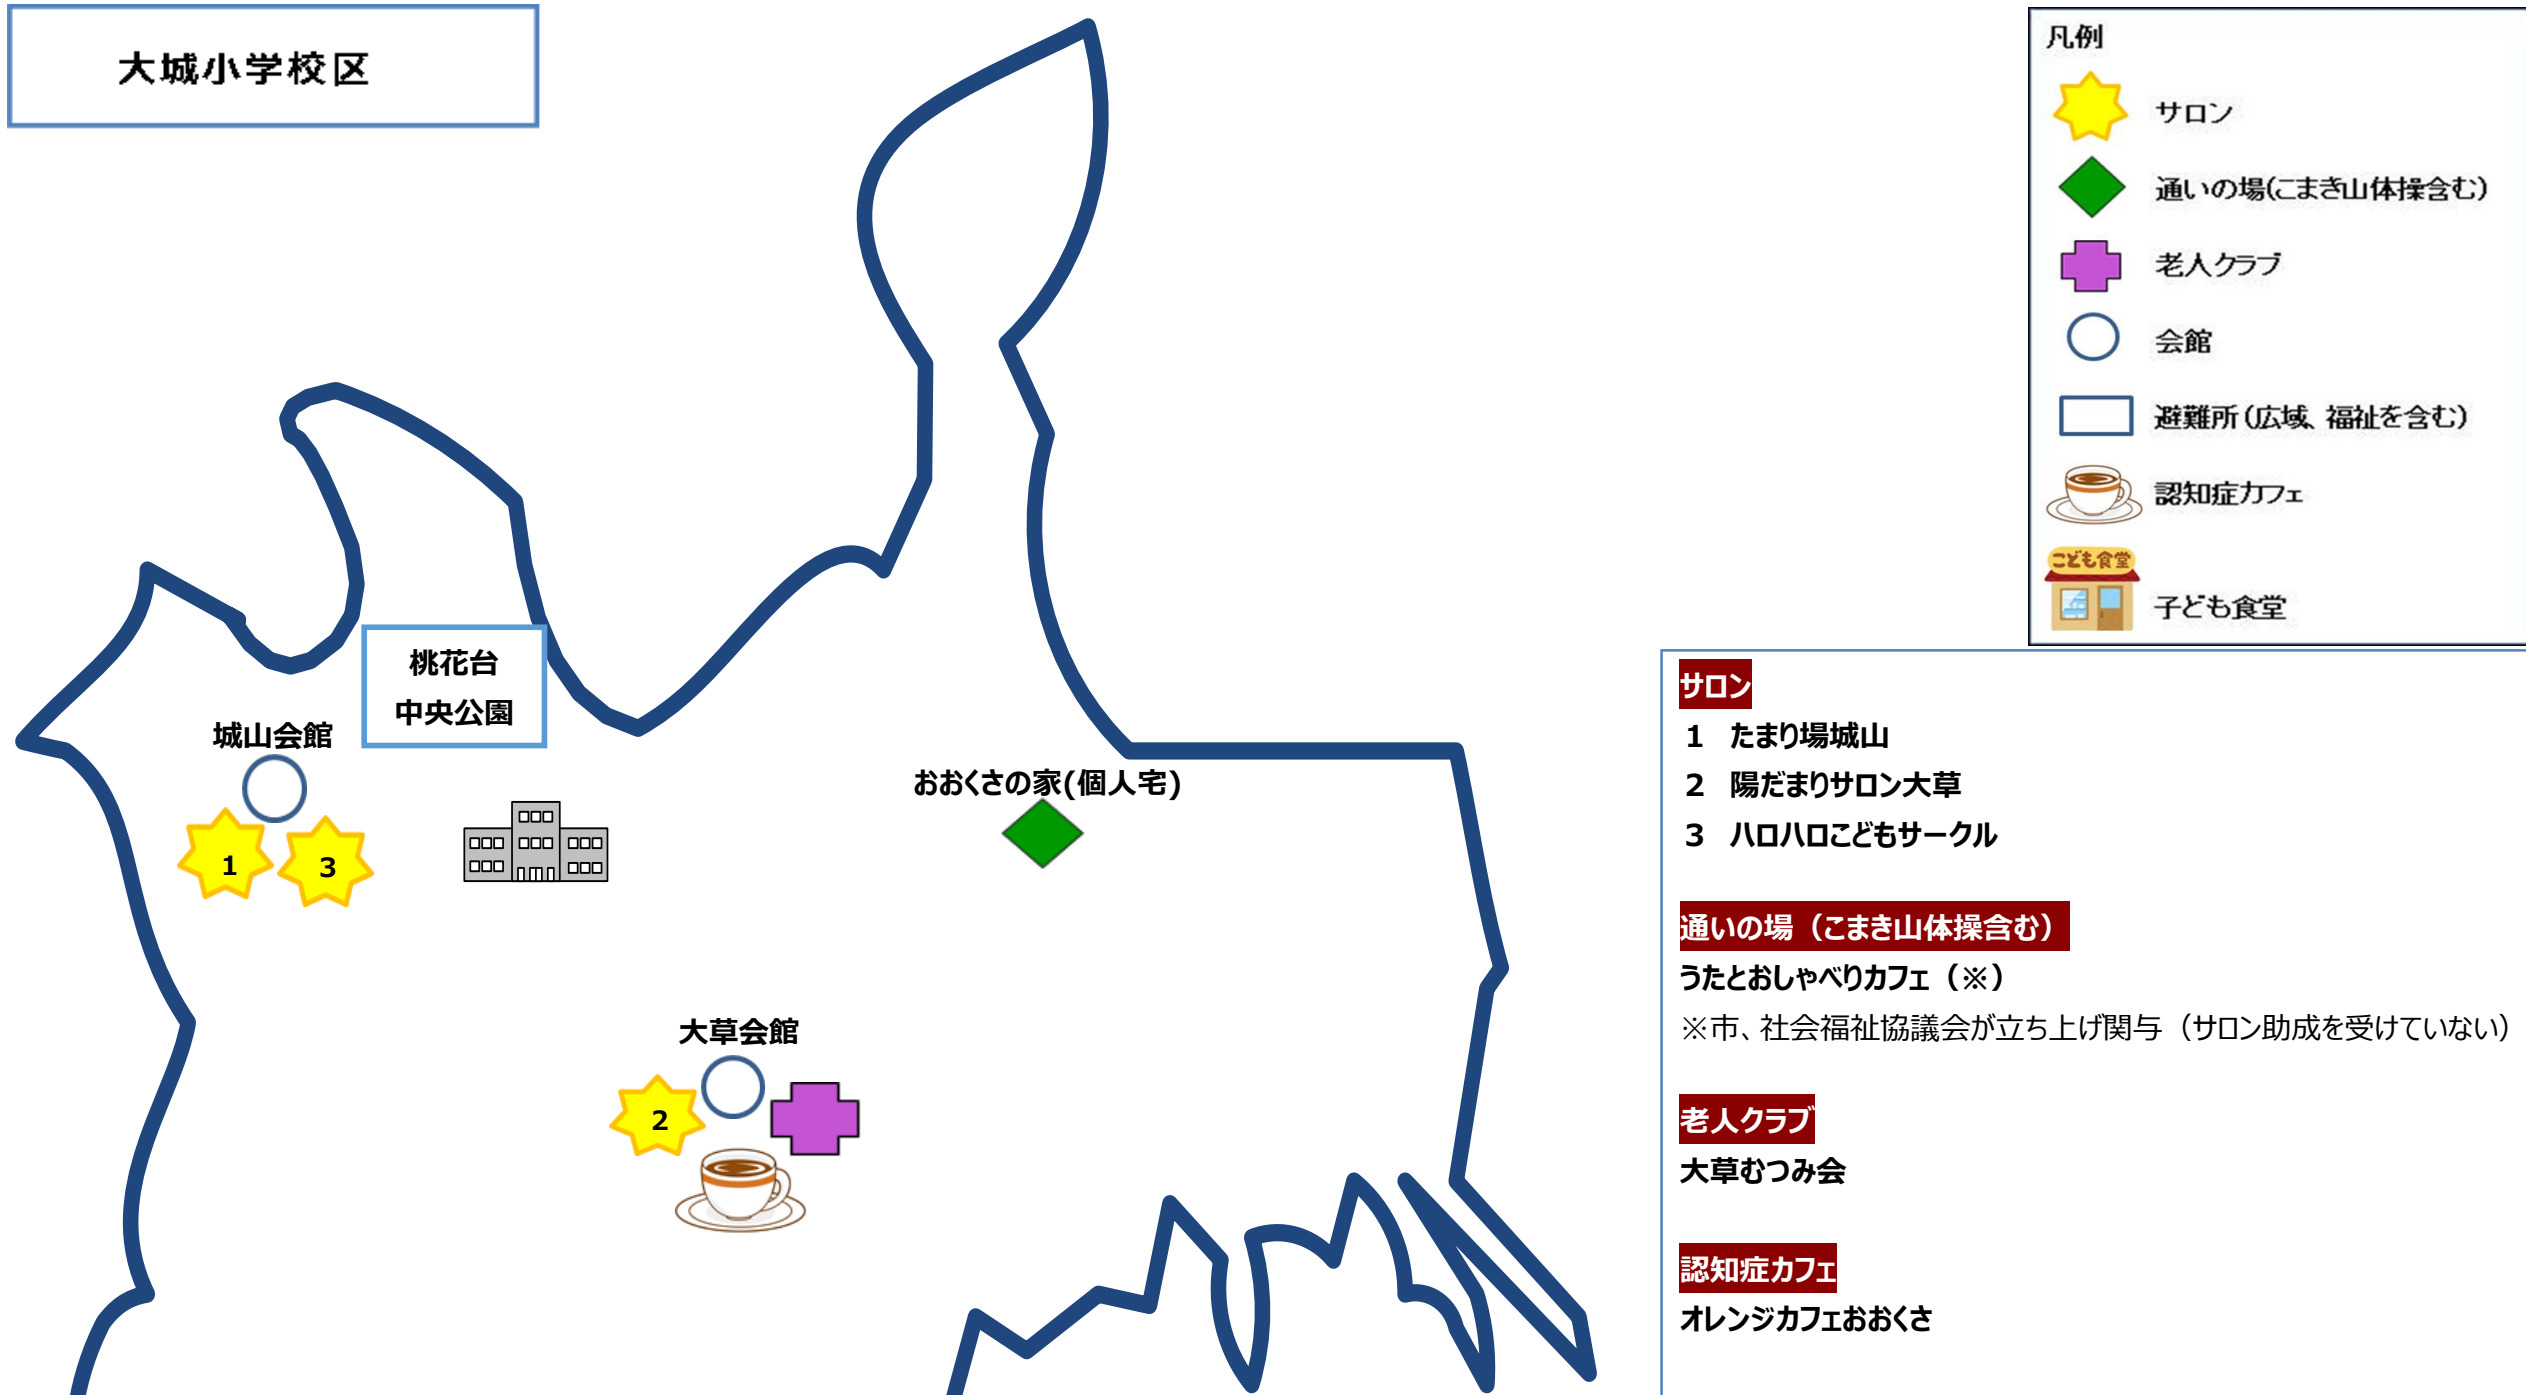 大城小学校区
凡例
サロン
通いの場(こまき山体操含む)
老人クラブ
会館
避難所(広域、福祉を含む)
認知症カフェ
こども食堂
子ども食堂
桃花台
中央公園
城山会館
1
3
おおくさの家(個人宅)
大草会館
2
サロン
1 たまり場城山
2 陽だまりサロン大草
3 ハロハロこどもサークル
通いの場（こまき山体操含む）
うたとおしゃべりカフェ（※）
※市、社会福祉協議会が立ち上げ関与（サロン助成を受けていない）
老人クラブ
大草むつみ会
認知症カフェ
オレンジカフェおおくさ